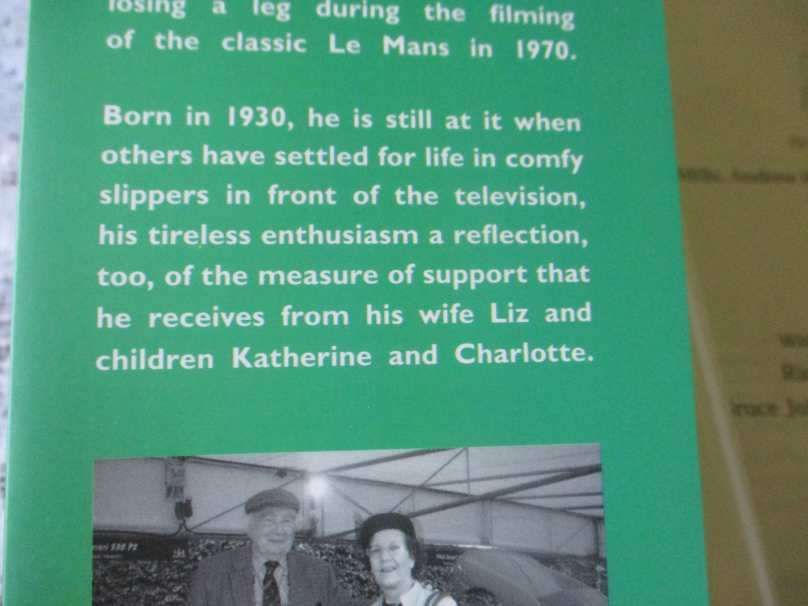 losing a leg during the filming
of the classic Le Mans in 1970.
Born in 1930, he is still at it when
others have settled for life in comfy
slippers in front of the television,
his tireless enthusiasm a reflection,
too, of the measure of support that
he receives from his wife Liz and
children Katherine and Charlotte.